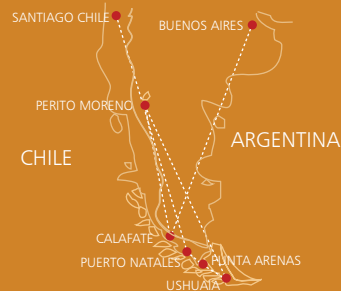 SANTIAGO CHILE
BUENOS AIRES
PERITO MORENO
ARGENTINA
CHILE
CALAFATE
PUERTO NATALES
PUNTA ARENAS
USHUAIA